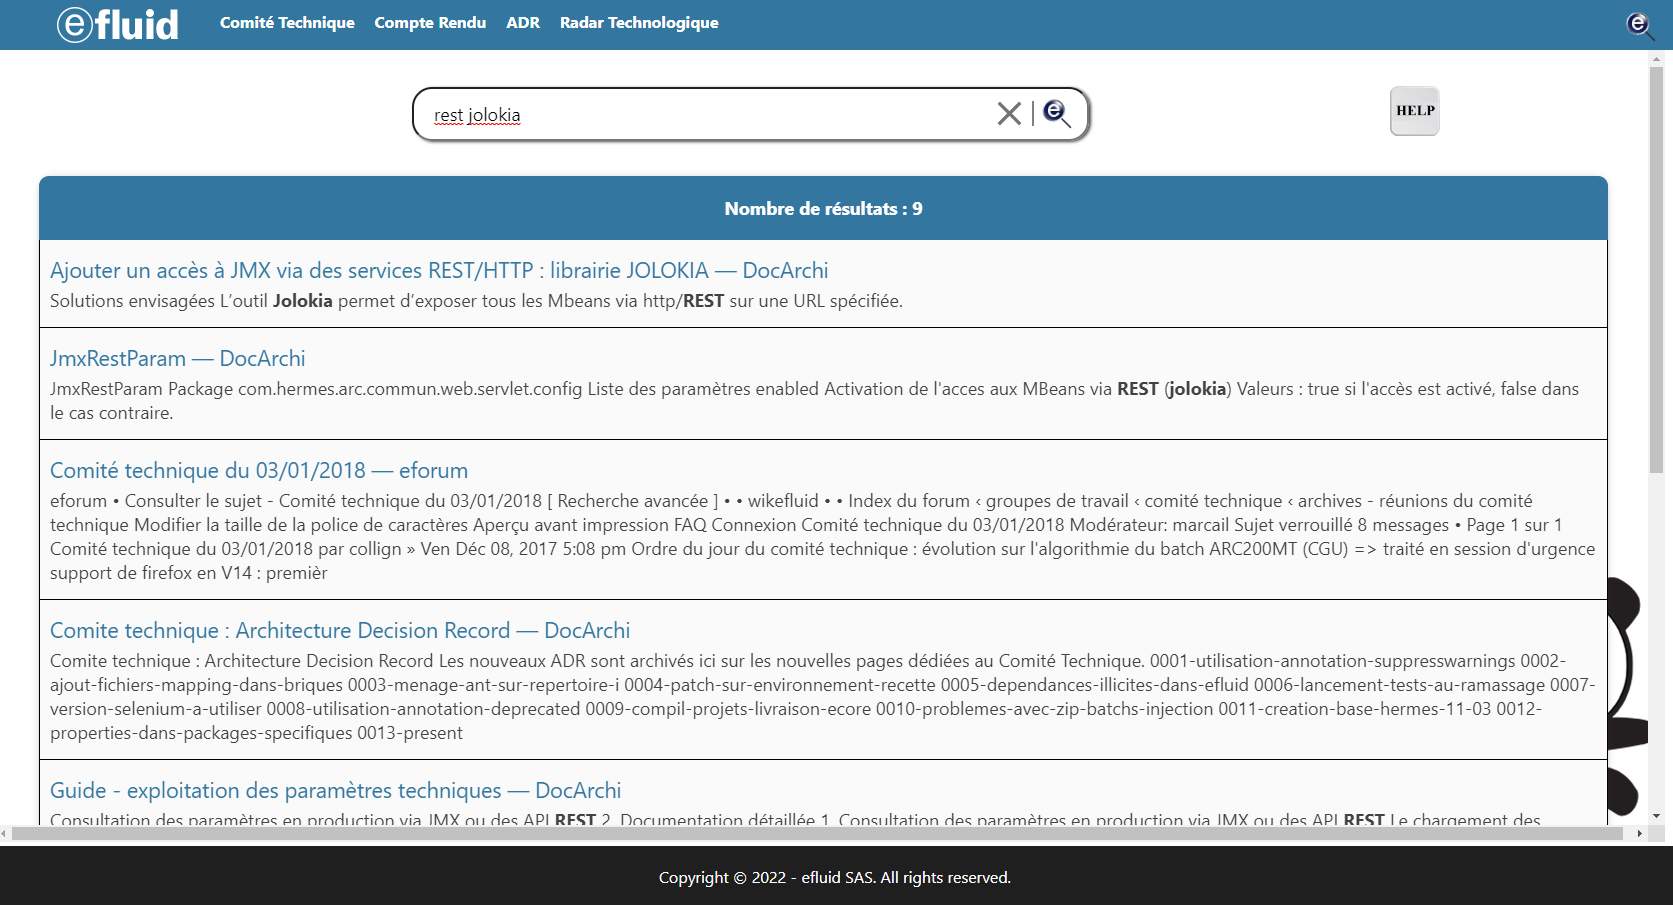 efluid Comité Technique Compte Rendu ADR Radar Technologique
rest jolokia
HELP
Nombre de résultats : 9
Ajouter un accès à JMX via des services REST/HTTP : librairie JOLOKIA — DocArchi
Solutions envisagées L’outil Jolokia permet d’exposer tous les Mbeans via http/REST sur une URL spécifiée.
JmxRestParam — DocArchi
JmxRestParam Package com.hermes.arc.commun.web.servlet.config Liste des paramètres enabled Activation de l'acces aux MBeans via REST (jolokia) Valeurs : true si l'accès est activé, false dans
le cas contraire.
Comité technique du 03/01/2018 — eforum
eforum • Consulter le sujet - Comité technique du 03/01/2018 [ Recherche avancée ] • • wikefluid • • Index du forum ‹ groupes de travail ‹ comité technique ‹ archives - réunions du comité
technique Modifier la taille de la police de caractères Aperçu avant impression FAQ Connexion Comité technique du 03/01/2018 Modérateur: marcail Sujet verrouillé 8 messages • Page 1 sur 1
Comité technique du 03/01/2018 par collign » Ven Déc 08, 2017 5:08 pm Ordre du jour du comité technique : évolution sur l'algorithmie du batch ARC200MT (CGU) => traité en session d'urgence
support de firefox en V14 : premièr
Comite technique : Architecture Decision Record — DocArchi
Comite technique : Architecture Decision Record Les nouveaux ADR sont archivés ici sur les nouvelles pages dédiées au Comité Technique. 0001-utilisation-annotation-suppresswarnings 0002-
ajout-fichiers-mapping-dans-briques 0003-menage-ant-sur-repertoire-i 0004-patch-sur-environnement-recette 0005-dependances-illicites-dans-efluid 0006-lancement-tests-au-ramassage 0007-
version-selenium-a-utiliser 0008-utilisation-annotation-deprecated 0009-compil-projets-livraison-ecore 0010-problemes-avec-zip-batchs-injection 0011-creation-base-hermes-11-03 0012-
properties-dans-packages-specifiques 0013-present
Guide - exploitation des paramètres techniques — DocArchi
Consultation des paramètres en production via JMX ou des API REST 2. Documentation détaillée 1. Consultation des paramètres en production via JMX ou des API REST Le chargement des
Copyright © 2022 - efluid SAS. All rights reserved.